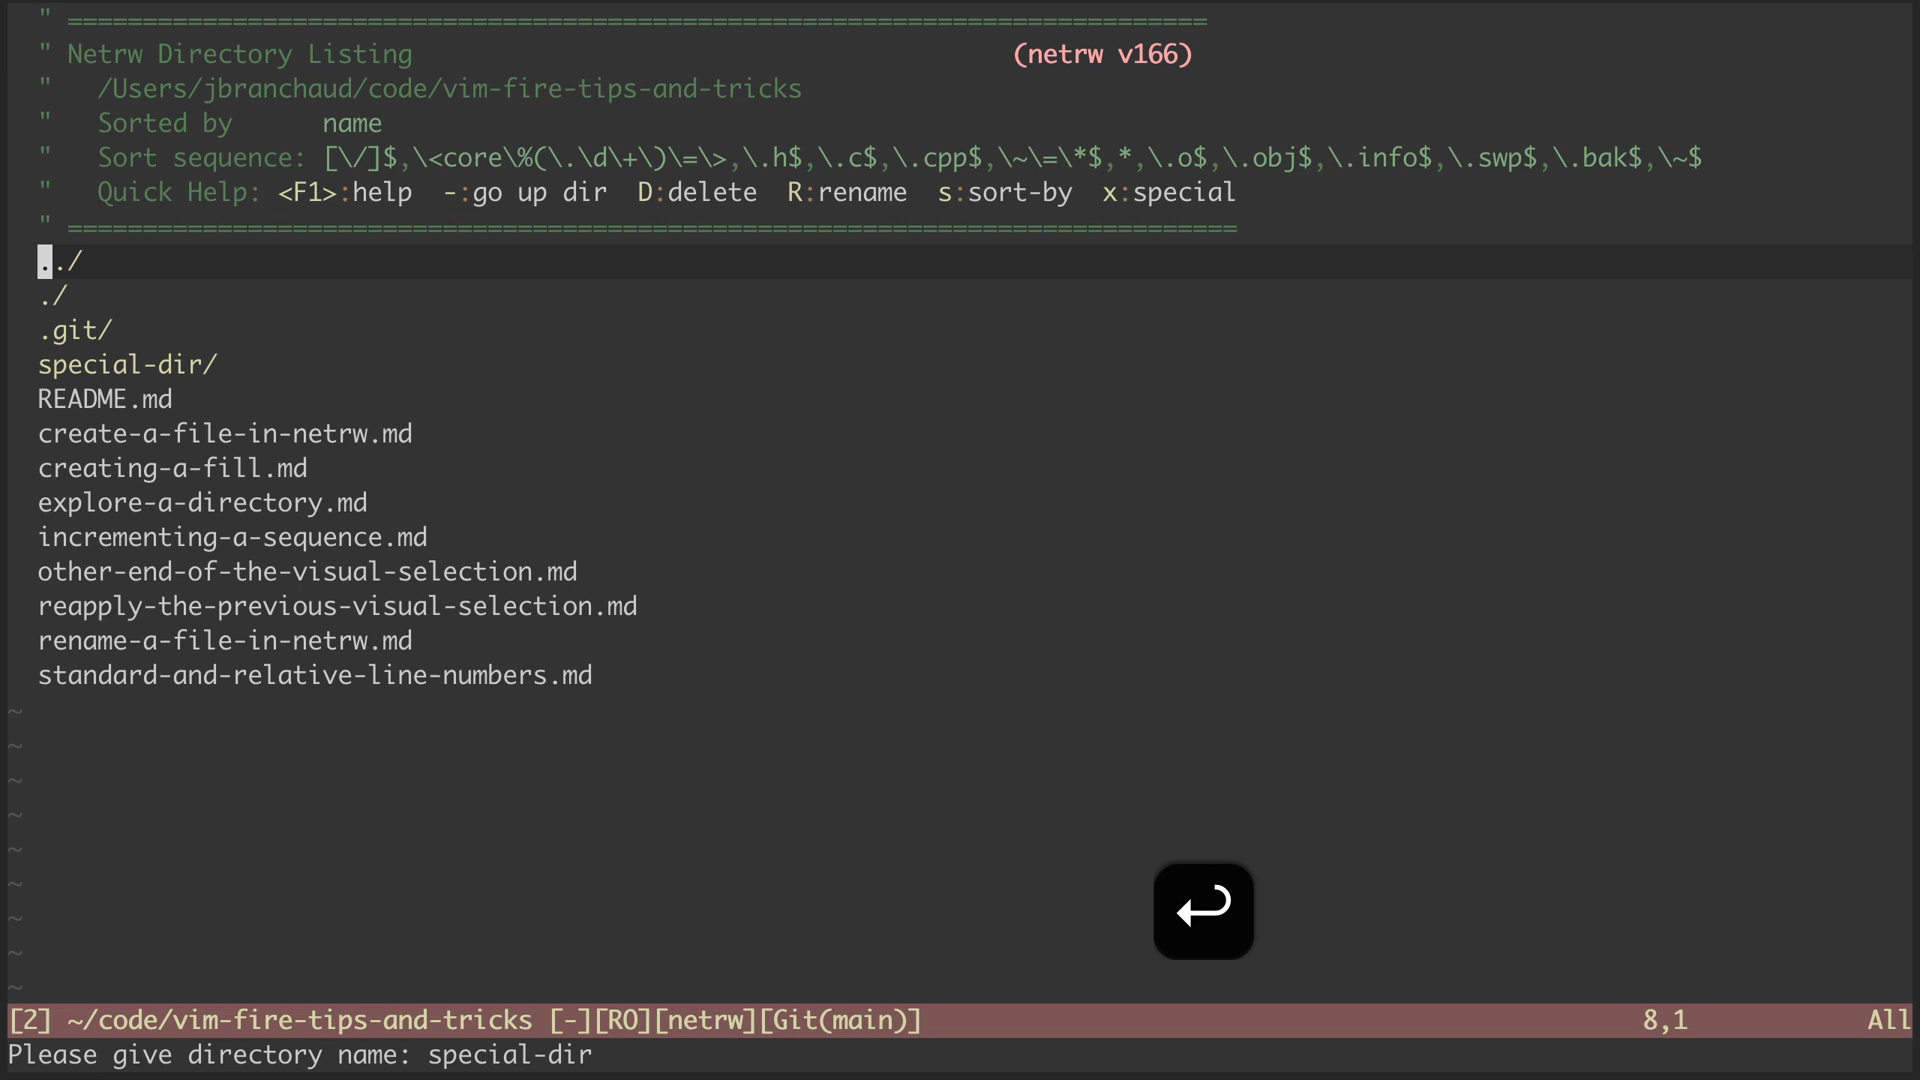 " ============================================================================
" Netrw Directory Listing                                        (netrw v166)
"   /Users/jbranchaud/code/vim-fire-tips-and-tricks
"   Sorted by      name
"   Sort sequence: [\/]$,\<core\%(\.\d\+\)\=\>,\.h$,\.c$,\.cpp$,\~\=\*$,*,\.o$,\.obj$,\.info$,\.swp$,\.bak$,\~$
"   Quick Help: <F1>:help  -:go up dir  D:delete  R:rename  s:sort-by  x:special
" ==============================================================================
../
./
.git/
special-dir/
README.md
create-a-file-in-netrw.md
creating-a-fill.md
explore-a-directory.md
incrementing-a-sequence.md
other-end-of-the-visual-selection.md
reapply-the-previous-visual-selection.md
rename-a-file-in-netrw.md
standard-and-relative-line-numbers.md
~
~
~
~
~
~
~
~
~
[2] ~/code/vim-fire-tips-and-tricks [-][RO][netrw][Git(main)] 8,1 All
Please give directory name: special-dir